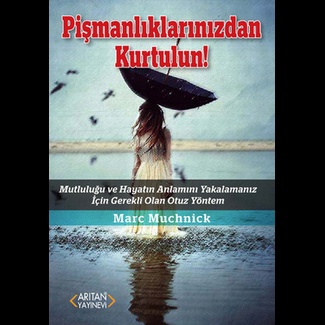 Pişmanlıklarınızdan
Kurtulun!
Mutluluğu ve Hayatın Anlamını Yakalamanız
İçin Gerekli Olan Otuz Yöntem
Marc Muchnick
ARITAN
YAYINEVİ